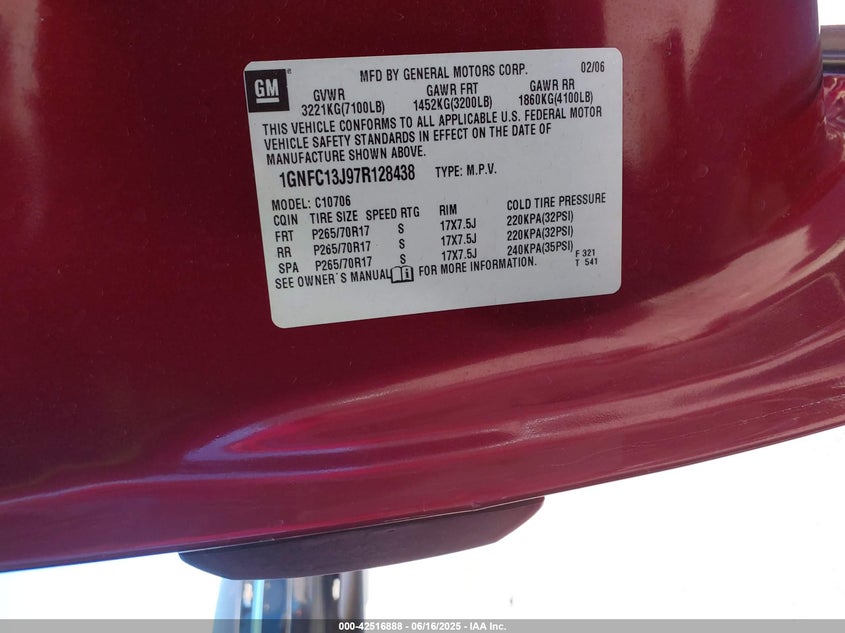 GM
MFD BY GENERAL MOTORS CORP. 02/06
GVWR GAWR FRT GAWR RR
3221KG(7100LB) 1452KG(3200LB) 1860KG(4100LB)
THIS VEHICLE CONFORMS TO ALL APPLICABLE U.S. FEDERAL MOTOR
VEHICLE SAFETY STANDARDS IN EFFECT ON THE DATE OF
MANUFACTURE SHOWN ABOVE.
1GNFC13J97R128438 TYPE: M.P.V.
MODEL: C10706
CQIN TIRE SIZE SPEED RTG RIM COLD TIRE PRESSURE
FRT P265/70R17 S 17X7.5J 220KPA(32PSI)
RR P265/70R17 S 17X7.5J 220KPA(32PSI)
SPA P265/70R17 S 17X7.5J 240KPA(35PSI)
SEE OWNER'S MANUAL FOR MORE INFORMATION.
F 321
T 541
000-42516888 - 06/16/2025 - IAA Inc.